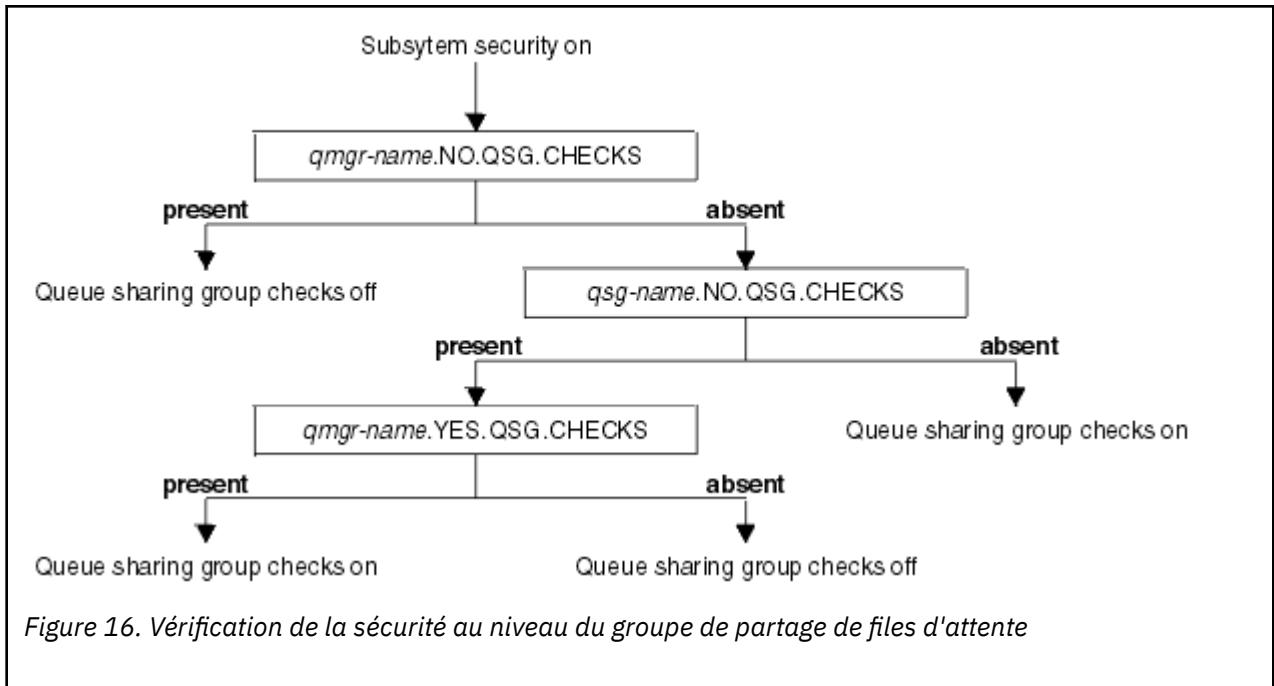 Subsytem security on
qmgr-name.NO.QSG.CHECKS
present absent
Queue sharing group checks off
qsg-name.NO.QSG.CHECKS
present absent
qmgr-name.YES.QSG.CHECKS
Queue sharing group checks on
present absent
Queue sharing group checks on
Queue sharing group checks off
Figure 16. Vérification de la sécurité au niveau du groupe de partage de files d'attente